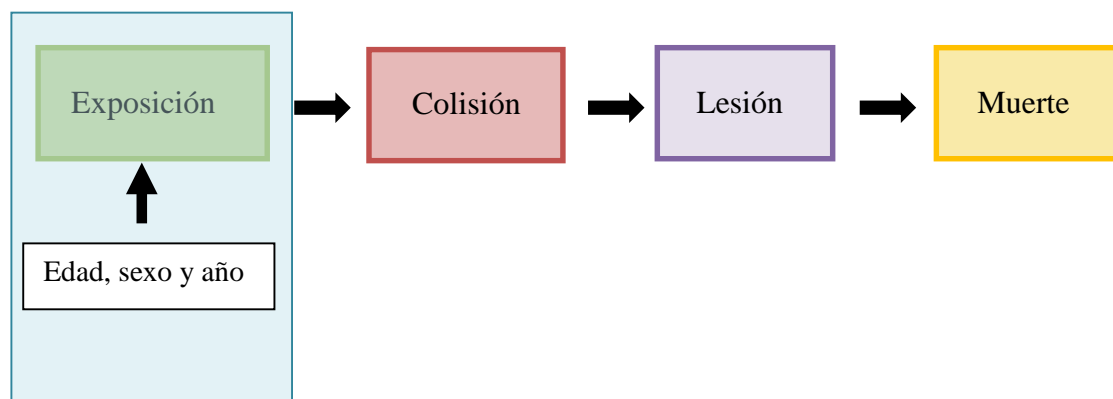 Exposición
Colisión
Lesión
Muerte
Edad, sexo y año